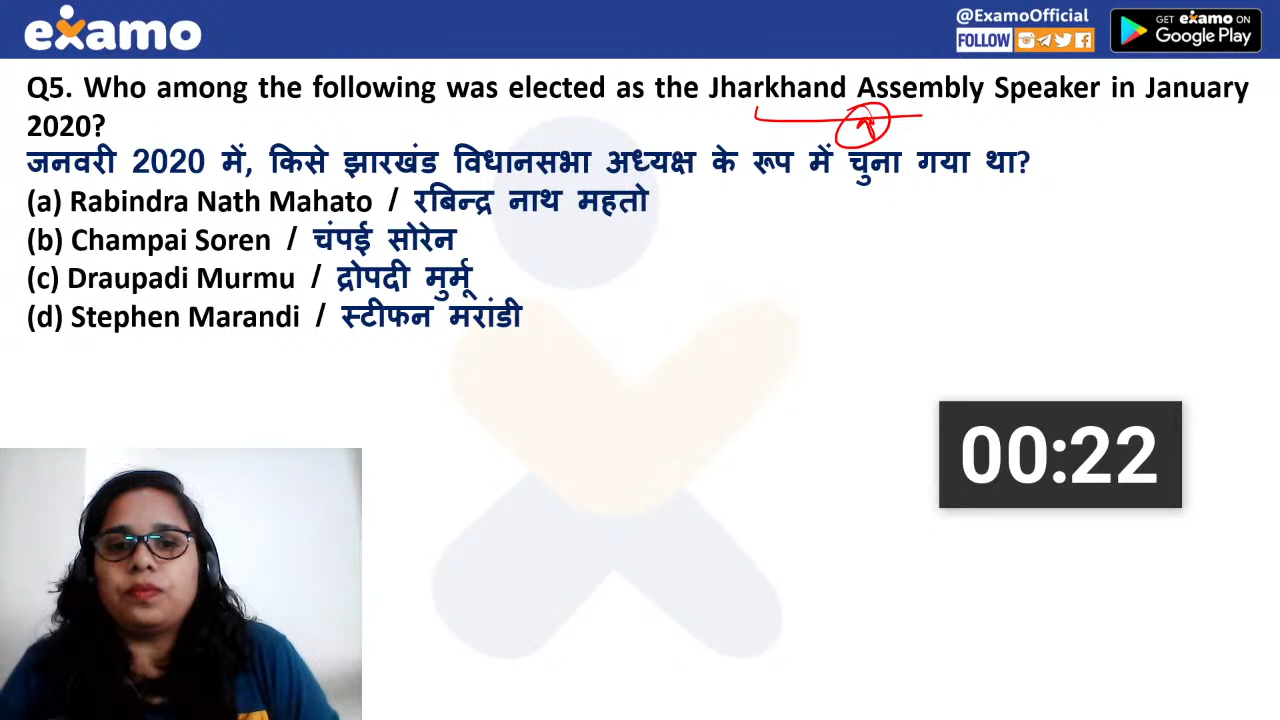 examo
@ExamoOfficial
FOLLOW
GET examo ON
Google Play
Q5. Who among the following was elected as the Jharkhand Assembly Speaker in January
2020?
जनवरी 2020 में, किसे झारखंड विधानसभा अध्यक्ष के रूप में चुना गया था?
(a) Rabindra Nath Mahato / रबिन्द्र नाथ महतो
(b) Champai Soren / चंपई सोरेन
(c) Draupadi Murmu / द्रोपदी मुर्मू
(d) Stephen Marandi / स्टीफन मरांडी
00:22